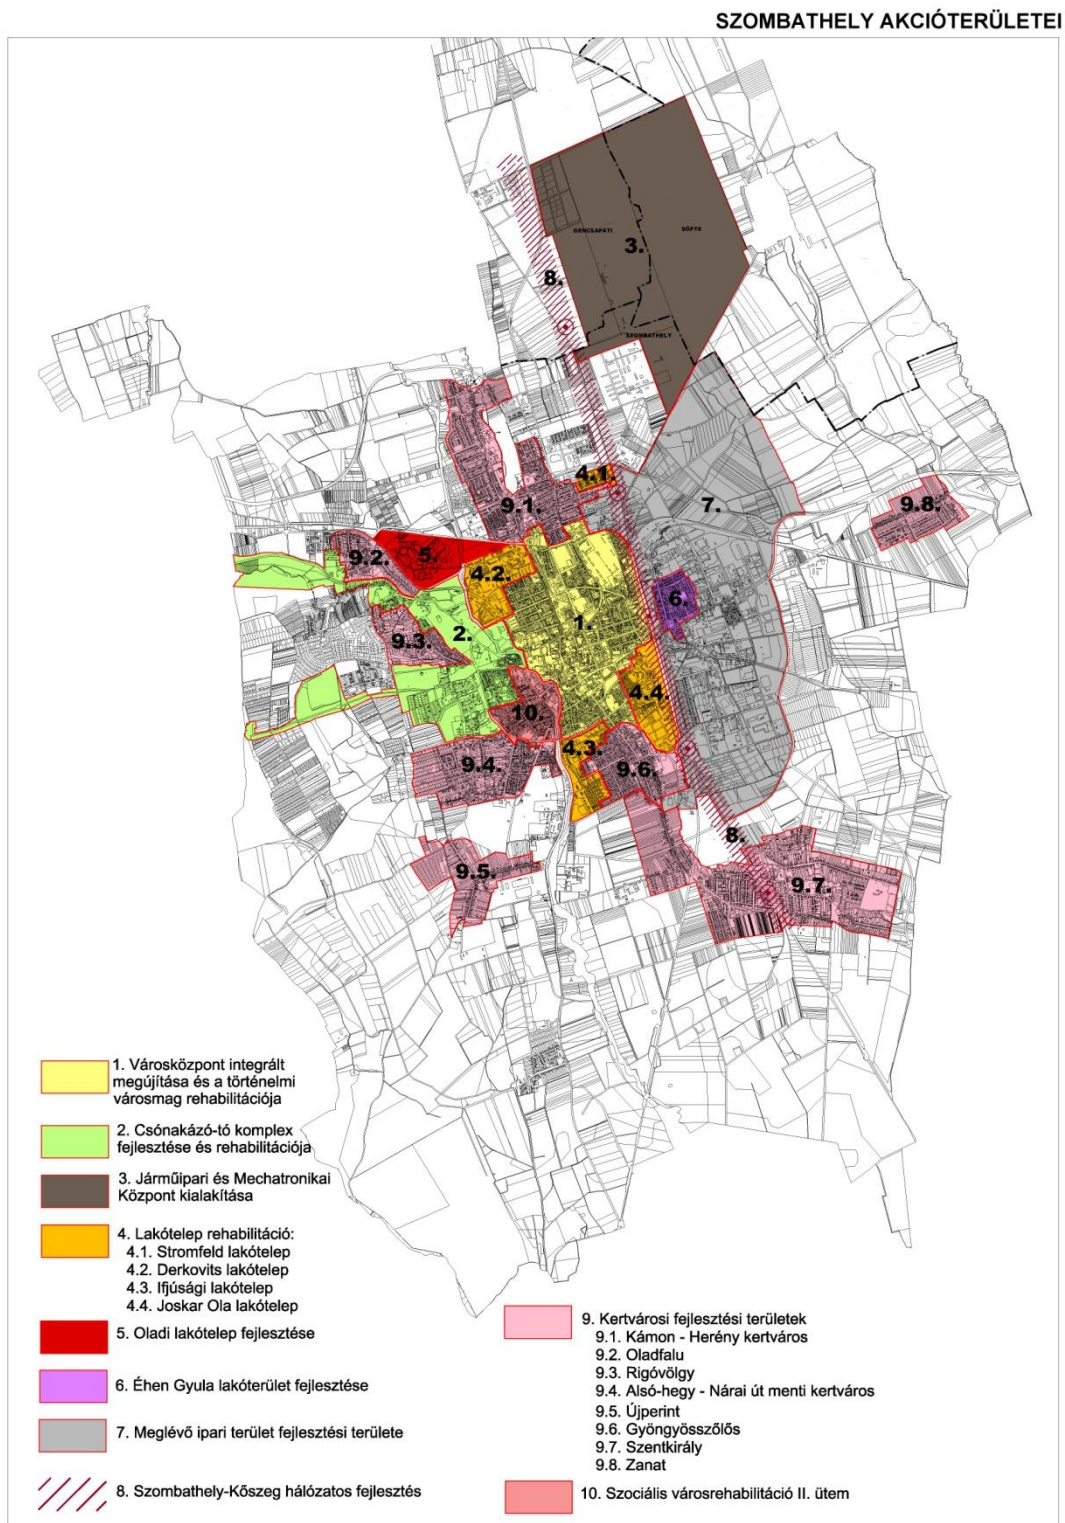 SZOMBATHELY AKCIÓTERÜLETEI
GENCSAPÁTI
SÖPTE
3.
8.
SZOMBATHELY
4.1.
9.1.
7.
9.8.
9.2.
5.
4.2.
6.
1.
2.
9.3.
4.4.
10.
4.3.
9.4.
9.6.
8.
9.5.
9.7.
1. Városközpont integrált
megújítása és a történelmi
városmag rehabilitációja
2. Csónakázó-tó komplex
fejlesztése és rehabilitációja
3. Járműipari és Mechatronikai
Központ kialakítása
4. Lakótelep rehabilitáció:
4.1. Stromfeld lakótelep
4.2. Derkovits lakótelep
4.3. Ifjúsági lakótelep
4.4. Joskar Ola lakótelep
5. Oladi lakótelep fejlesztése
6. Éhen Gyula lakóterület fejlesztése
7. Meglévő ipari terület fejlesztési területe
8. Szombathely-Kőszeg hálózatos fejlesztés
9. Kertvárosi fejlesztési területek
9.1. Kámon - Herény kertváros
9.2. Oladfalu
9.3. Rigóvölgy
9.4. Alsó-hegy - Nárai út menti kertváros
9.5. Újperint
9.6. Gyöngyösszőlős
9.7. Szentkirály
9.8. Zanat
10. Szociális városrehabilitáció II. ütem